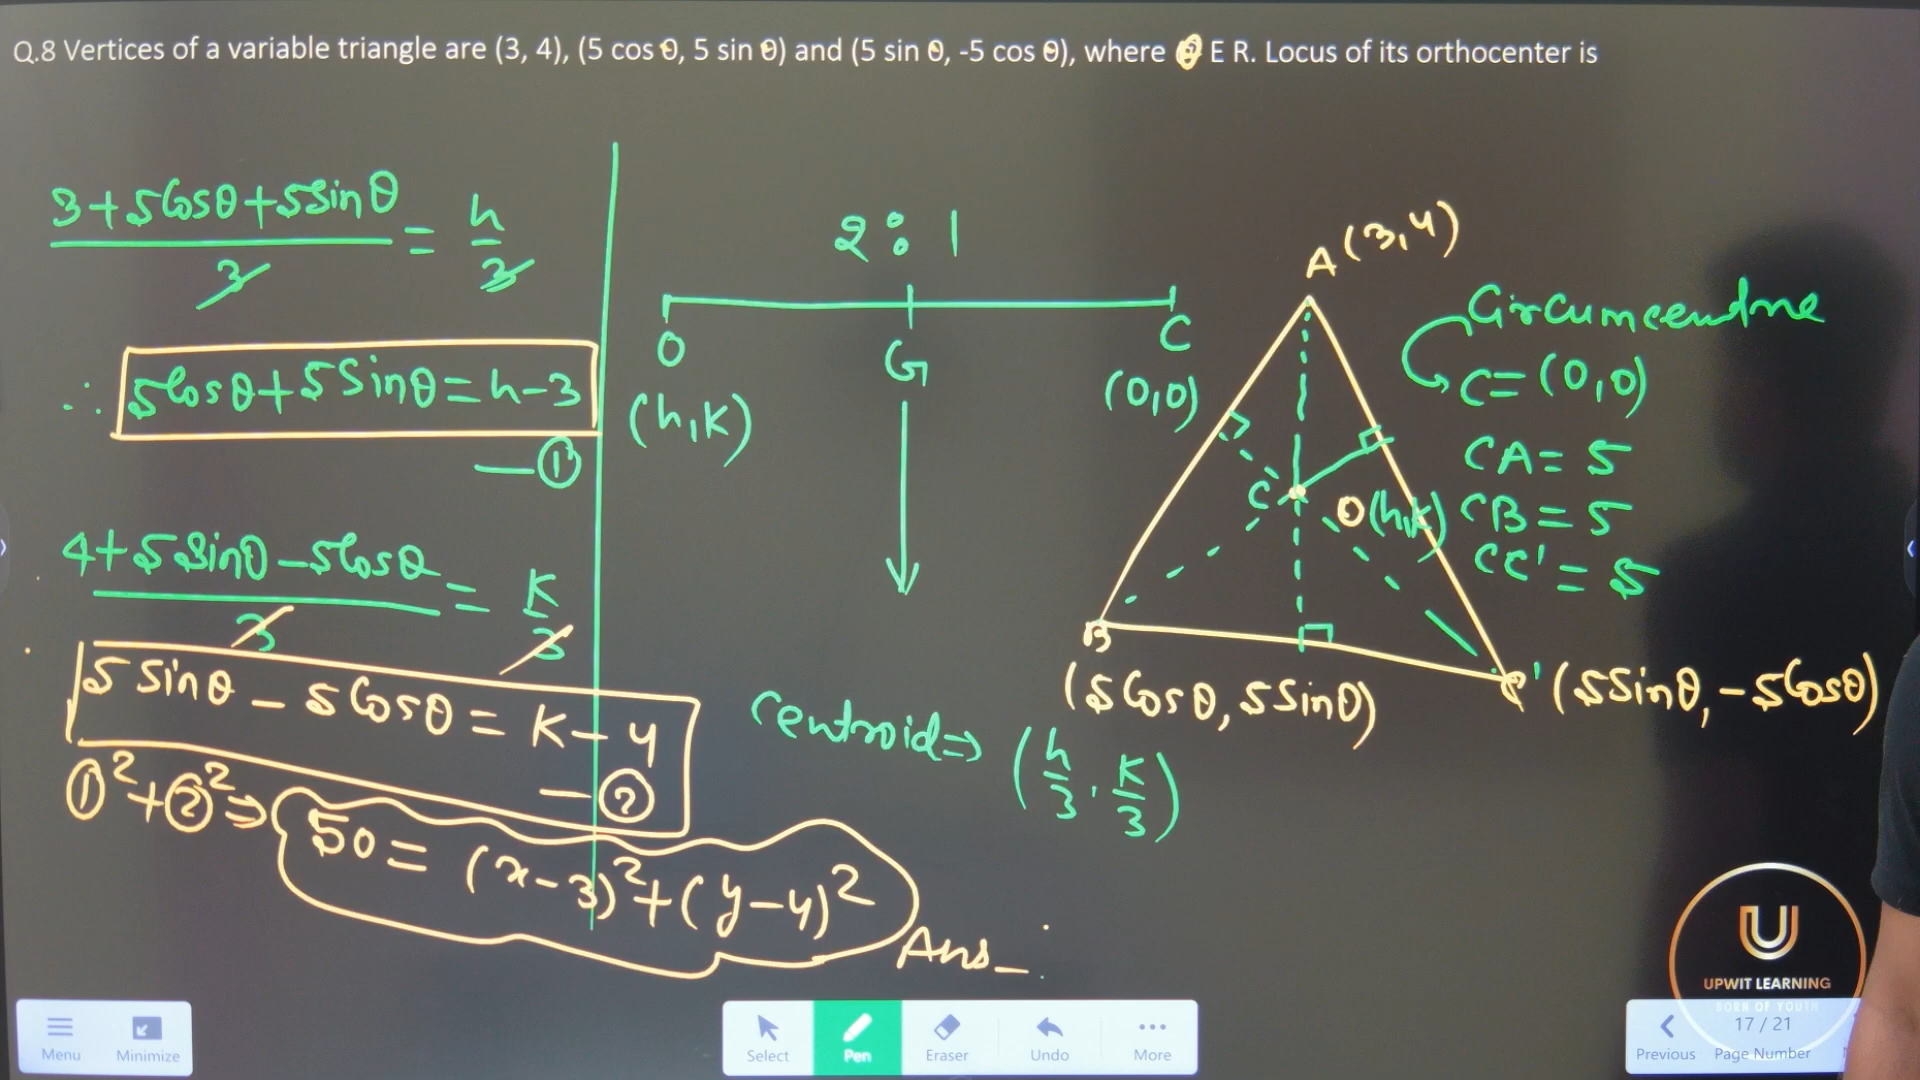 Q.8 Vertices of a variable triangle are (3, 4), (5 cos θ, 5 sin θ) and (5 sin θ, -5 cos θ), where θ E R. Locus of its orthocenter is
3+5Cosθ+5Sinθ / 3 = h/3
∴ 5Cosθ+5Sinθ=h-3
—①
4+5Sinθ-5Cosθ / 3 = K/3
5Sinθ - 5Cosθ = K-4
—②
①²+②²⇒ 50 = (x-3)²+(y-4)²
Ans
2 : 1
O G C
(h,K) (0,0)
Centroid⇒ (h/3, K/3)
A(3,4)
Circumcentre
C=(0,0)
CA=5
CB=5
CC'=5
C O(h,k)
B C'
(5Cosθ, 5Sinθ) (5Sinθ, -5Cosθ)
U
UPWIT LEARNING
BORN OF YOUTH
Menu Minimize
Select Pen Eraser Undo More
17 / 21
Previous Page Number